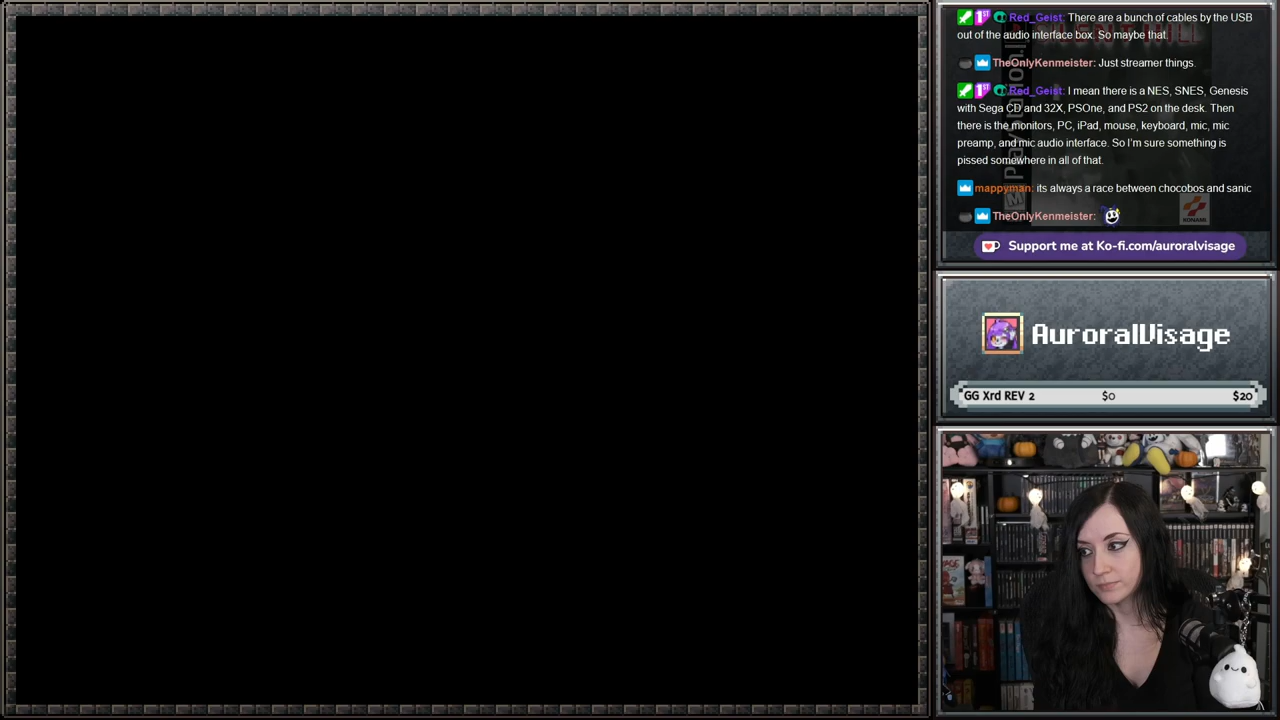 Red_Geist: There are a bunch of cables by the USB
out of the audio interface box. So maybe that.
TheOnlyKenmeister: Just streamer things.
Red_Geist: I mean there is a NES, SNES, Genesis
with Sega CD and 32X, PSOne, and PS2 on the desk. Then
there is the monitors, PC, iPad, mouse, keyboard, mic, mic
preamp, and mic audio interface. So I'm sure something is
pissed somewhere in all of that.
mappyman: its always a race between chocobos and sanic
TheOnlyKenmeister:
KONAMI
Support me at Ko-fi.com/auroralvisage
AuroralVisage
GG Xrd REV 2 $0 $20